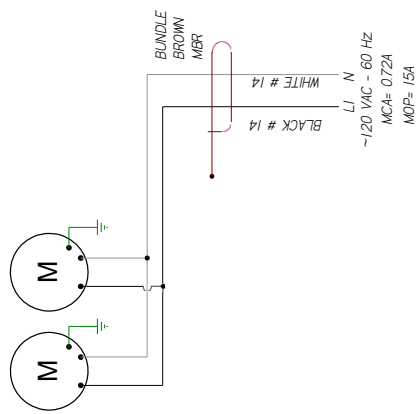 BUNDLE
BROWN
MBR
WHITE # 14
BLACK # 14
N
L1
~120 VAC - 60 Hz
MCA= 0.72A
MOP= 15A
M
M